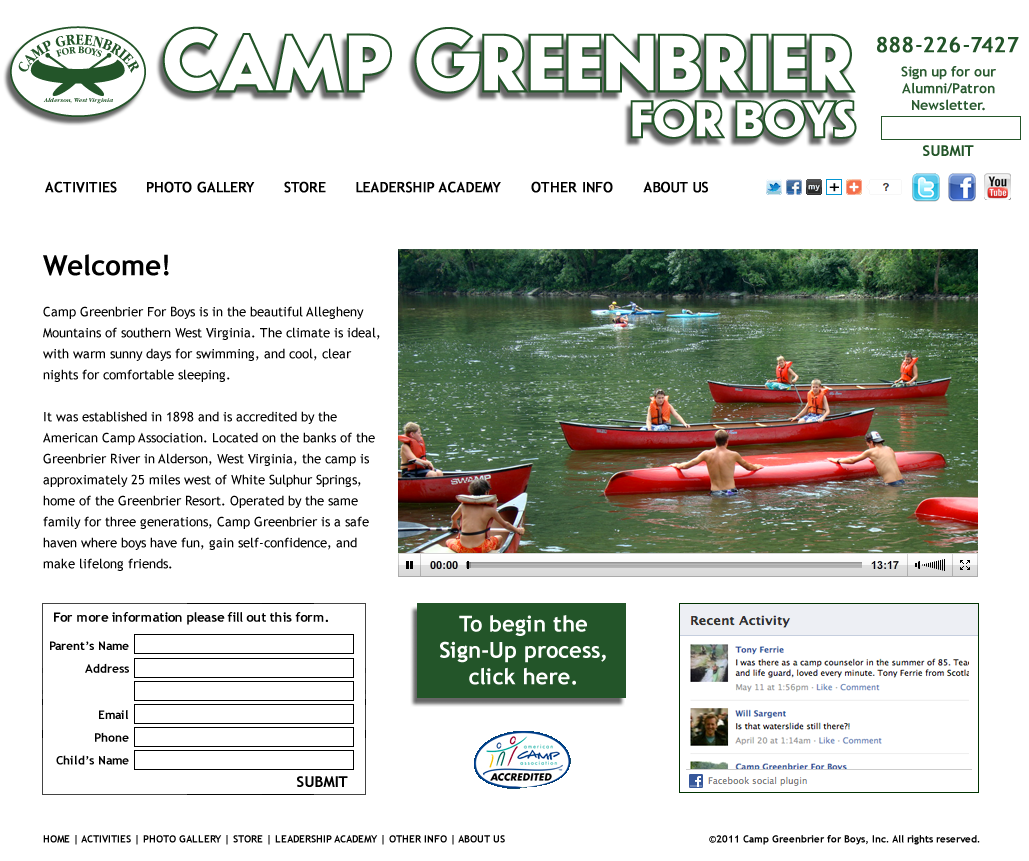 CAMP GREENBRIER
FOR BOYS
Alderson, West Virginia
CAMP GREENBRIER
FOR BOYS
888-226-7427
Sign up for our
Alumni/Patron
Newsletter.
SUBMIT
ACTIVITIES PHOTO GALLERY STORE LEADERSHIP ACADEMY OTHER INFO ABOUT US
my ? You Tube
Welcome!
Camp Greenbrier For Boys is in the beautiful Allegheny
Mountains of southern West Virginia. The climate is ideal,
with warm sunny days for swimming, and cool, clear
nights for comfortable sleeping.
It was established in 1898 and is accredited by the
American Camp Association. Located on the banks of the
Greenbrier River in Alderson, West Virginia, the camp is
approximately 25 miles west of White Sulphur Springs,
home of the Greenbrier Resort. Operated by the same
family for three generations, Camp Greenbrier is a safe
haven where boys have fun, gain self-confidence, and
make lifelong friends.
SWAMP
00:00 13:17
For more information please fill out this form.
Parent's Name
Address
Email
Phone
Child's Name
SUBMIT
To begin the
Sign-Up process,
click here.
american
CAMP
association
ACCREDITED
Recent Activity
Tony Ferrie
I was there as a camp counselor in the summer of 85. Tea
and life guard, loved every minute. Tony Ferrie from Scotla
May 11 at 1:56pm · Like · Comment
Will Sargent
Is that waterslide still there?!
April 20 at 1:14am · Like · Comment
Camp Greenbrier For Boys
Facebook social plugin
HOME | ACTIVITIES | PHOTO GALLERY | STORE | LEADERSHIP ACADEMY | OTHER INFO | ABOUT US
©2011 Camp Greenbrier for Boys, Inc. All rights reserved.